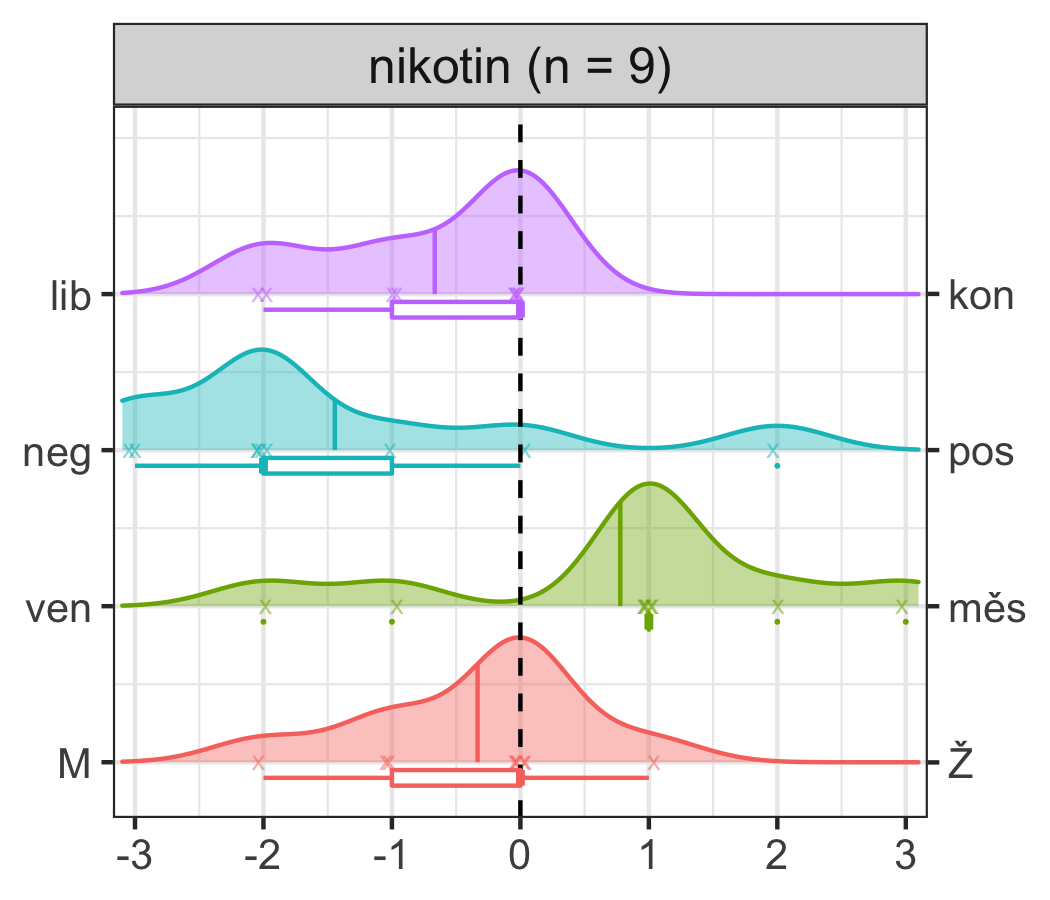 nikotin (n = 9)
lib kon
neg pos
ven měs
M Ž
-3 -2 -1 0 1 2 3